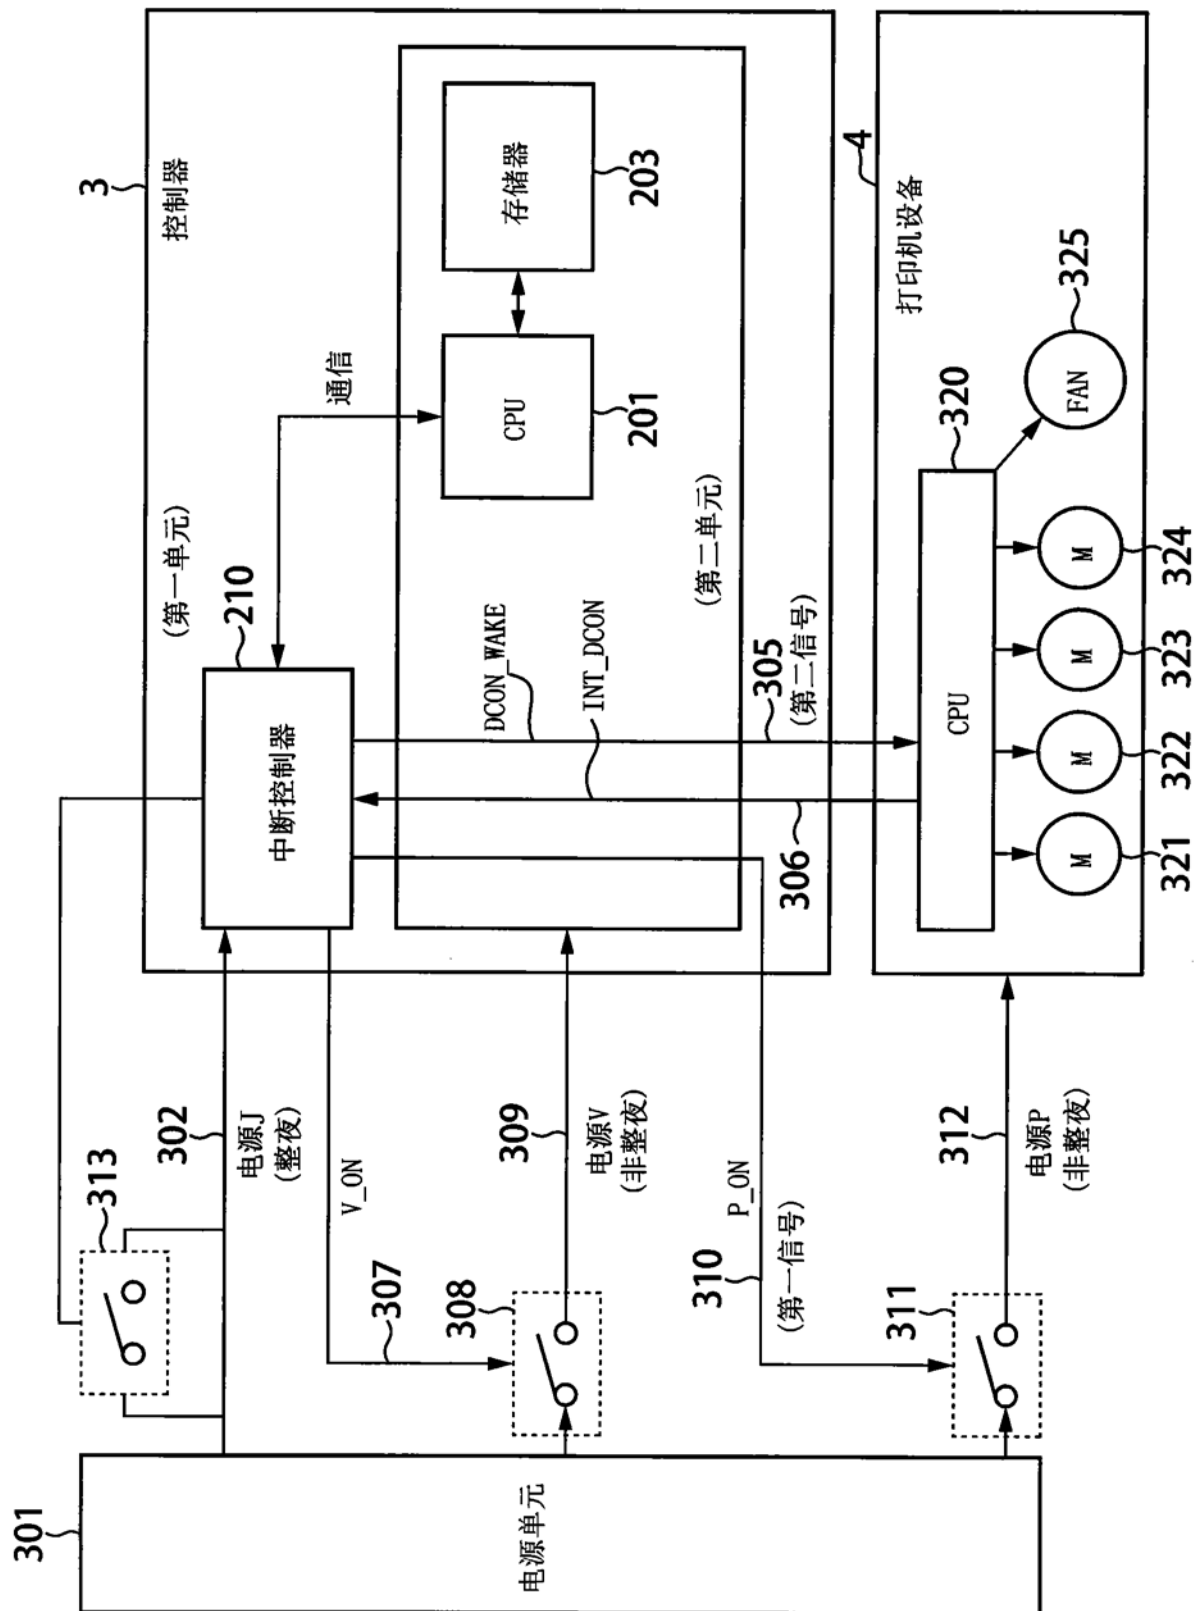 301
3
313
302
(第一单元)
控制器
210
电源J
(整夜)
中断控制器
通信
V_ON
307
308
DCON_WAKE
309
CPU
存储器
电源单元
INT_DCON
电源V
(非整夜)
201
203
310
P_ON
(第二单元)
(第一信号)
306
305
(第二信号)
4
311
打印机设备
312
CPU
320
电源P
(非整夜)
M
M
M
M
FAN
325
321
322
323
324